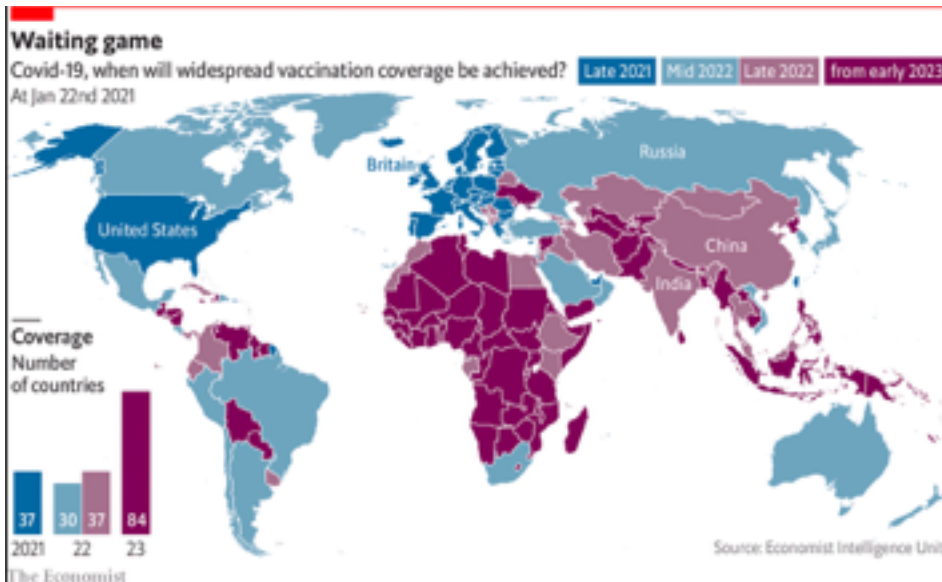 Waiting game
Covid-19, when will widespread vaccination coverage be achieved? Late 2021 Mid 2022 Late 2022 from early 2023
At Jan 22nd 2021
Russia
Britain
United States
China
India
Coverage
Number
of countries
37 30 37 84
2021 22 23
Source: Economist Intelligence Unit
The Economist